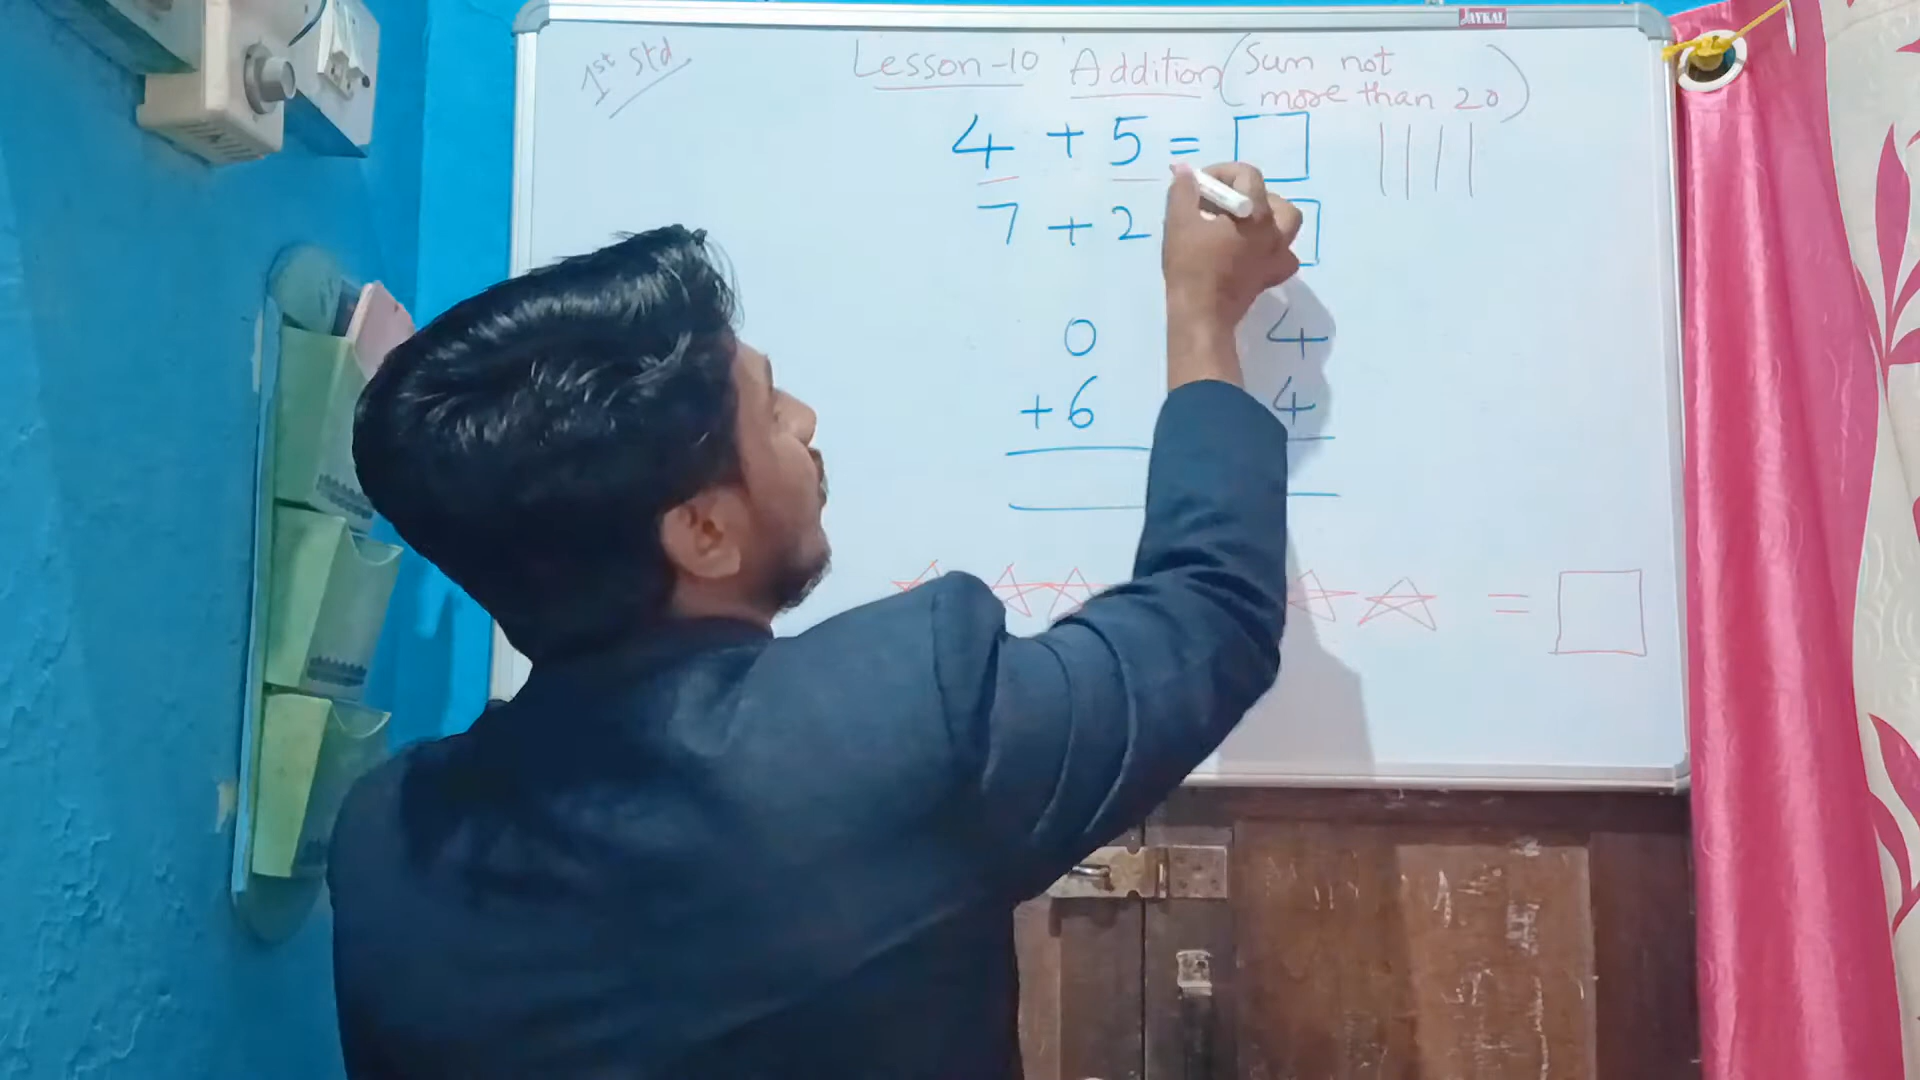 JAYKAL
1st std
Lesson-10 Addition (Sum not
more than 20)
4 + 5 =
7 + 2
0 4
+6 4
=